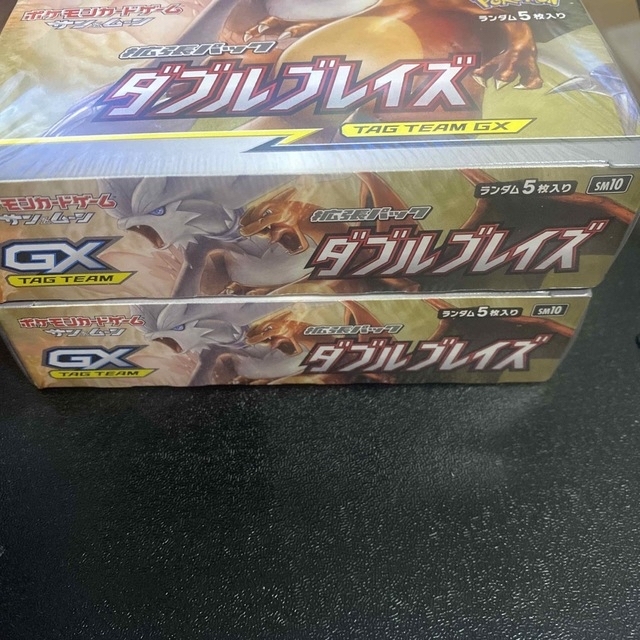 ポケモンカードゲーム
サン&ムーン
Pokémon
ランダム5枚入り
拡張パック
ダブルブレイズ
TAG TEAM GX
モンカードゲーム
サン&ムーン
ランダム5枚入り SM10
拡張パック
ダブルブレイズ
GX
TAG TEAM
ポケモンカードゲーム
サン&ムーン
ランダム5枚入り SM10
拡張パック
ダブルブレイズ
GX
TAG TEAM